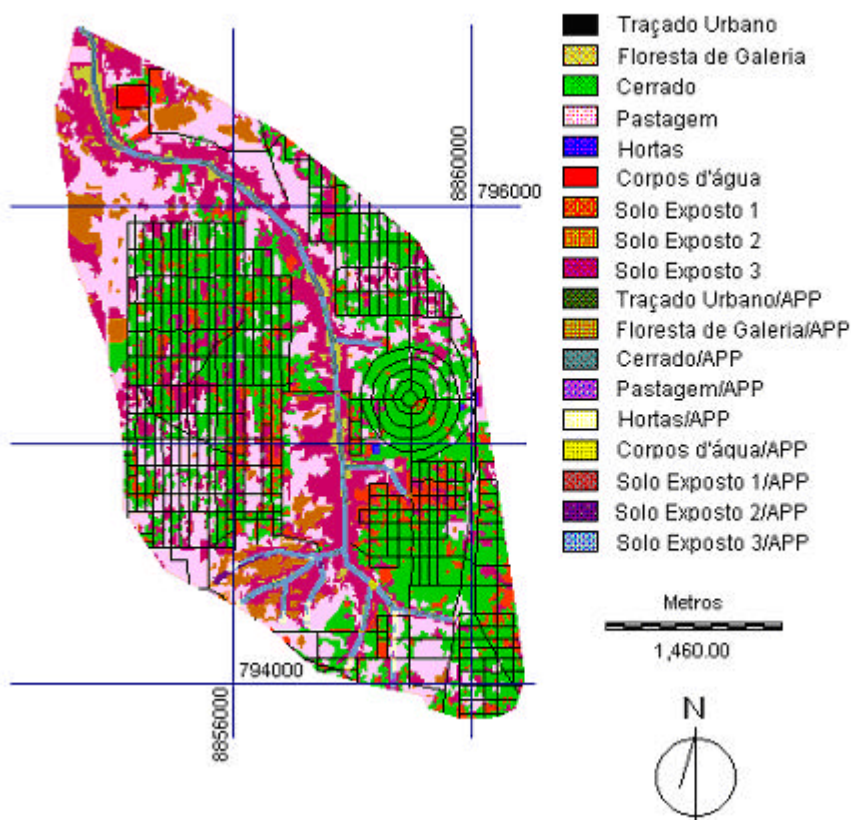 Traçado Urbano
Floresta de Galeria
Cerrado
Pastagem
Hortas
Corpos d'água
Solo Exposto 1
Solo Exposto 2
Solo Exposto 3
Traçado Urbano/APP
Floresta de Galeria/APP
Cerrado/APP
Pastagem/APP
Hortas/APP
Corpos d'água/APP
Solo Exposto 1/APP
Solo Exposto 2/APP
Solo Exposto 3/APP
8860000
796000
794000
8856000
Metros
1,460.00
N